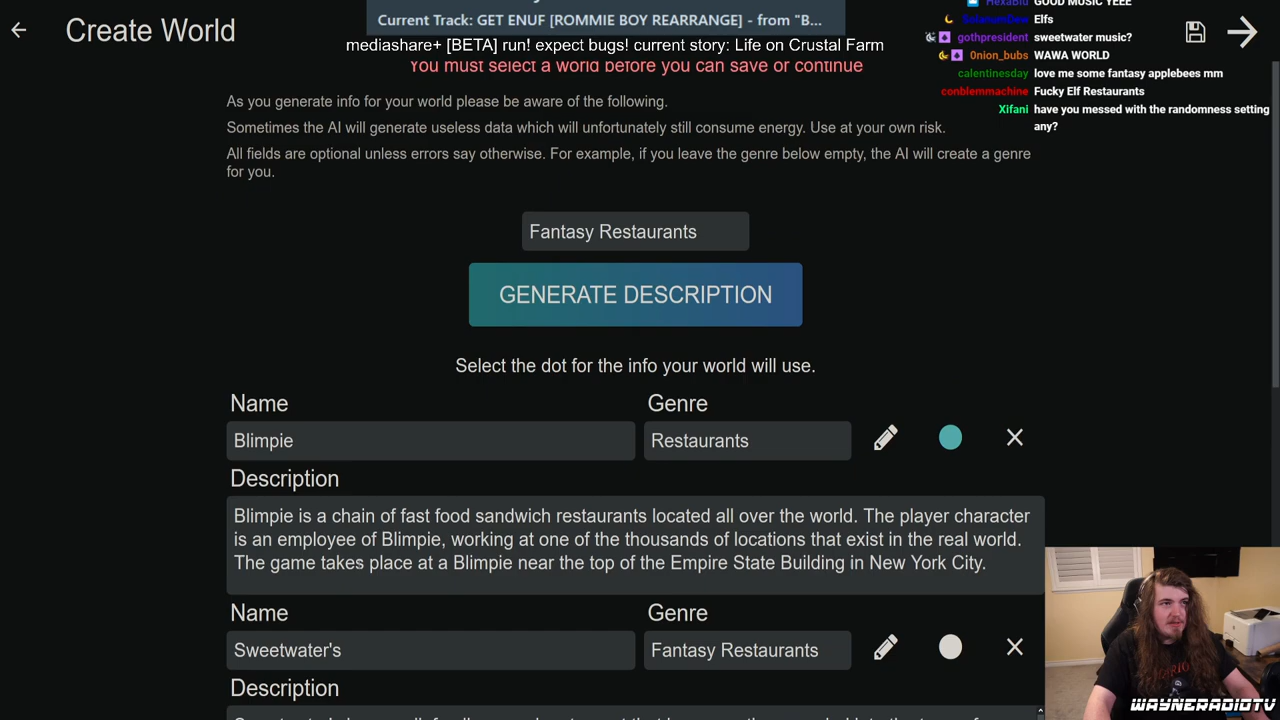 Create World
Current Track: GET ENUF [ROMMIE BOY REARRANGE] - from "B...
mediashare+ [BETA] run! expect bugs! current story: Life on Crustal Farm
You must select a world before you can save or continue
As you generate info for your world please be aware of the following.
Sometimes the AI will generate useless data which will unfortunately still consume energy. Use at your own risk.
All fields are optional unless errors say otherwise. For example, if you leave the genre below empty, the AI will create a genre
for you.
Fantasy Restaurants
GENERATE DESCRIPTION
Select the dot for the info your world will use.
Name
Genre
Blimpie
Restaurants
Description
Blimpie is a chain of fast food sandwich restaurants located all over the world. The player character
is an employee of Blimpie, working at one of the thousands of locations that exist in the real world.
The game takes place at a Blimpie near the top of the Empire State Building in New York City.
Name
Genre
Sweetwater's
Fantasy Restaurants
Description
HexaBlu GOOD MUSIC YEEE
SolanumDew Elfs
gothpresident sweetwater music?
0nion_bubs WAWA WORLD
calentinesday love me some fantasy applebees mm
conblemmachine Fucky Elf Restaurants
Xifani have you messed with the randomness setting
any?
WAYNERADIOTV